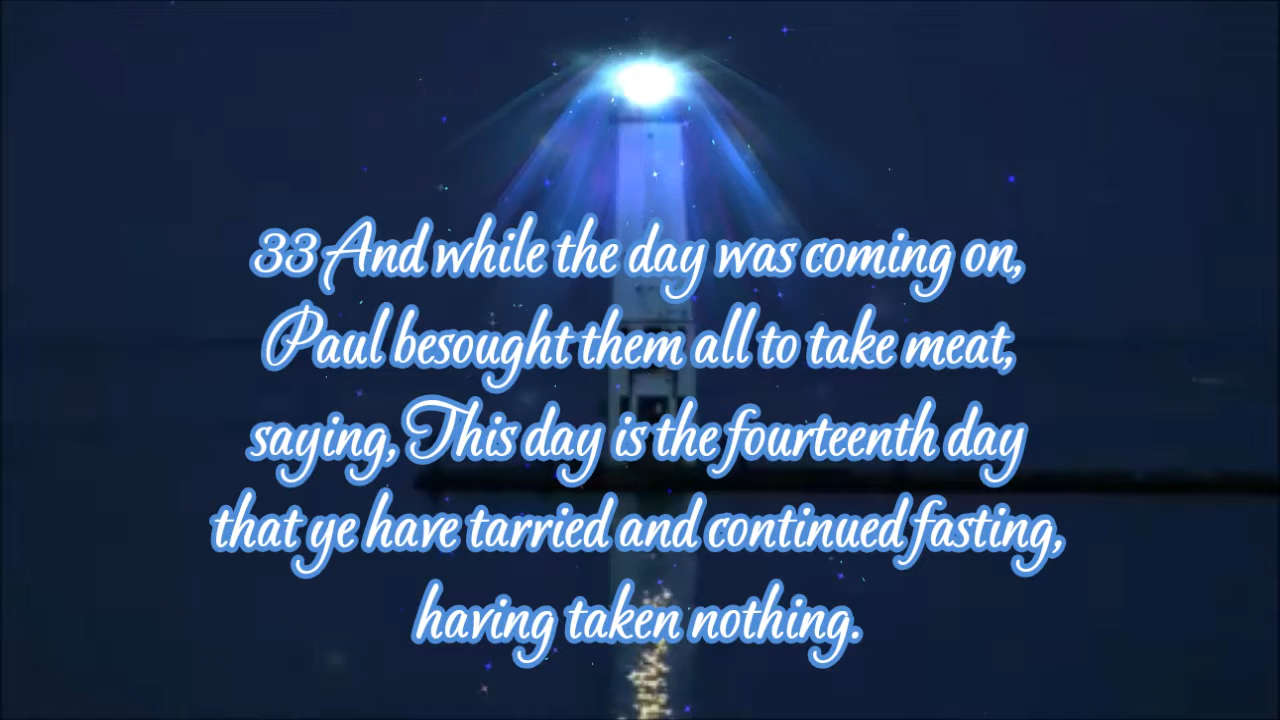 33 And while the day was coming on,
Paul besought them all to take meat,
saying, This day is the fourteenth day
that ye have tarried and continued fasting,
having taken nothing.